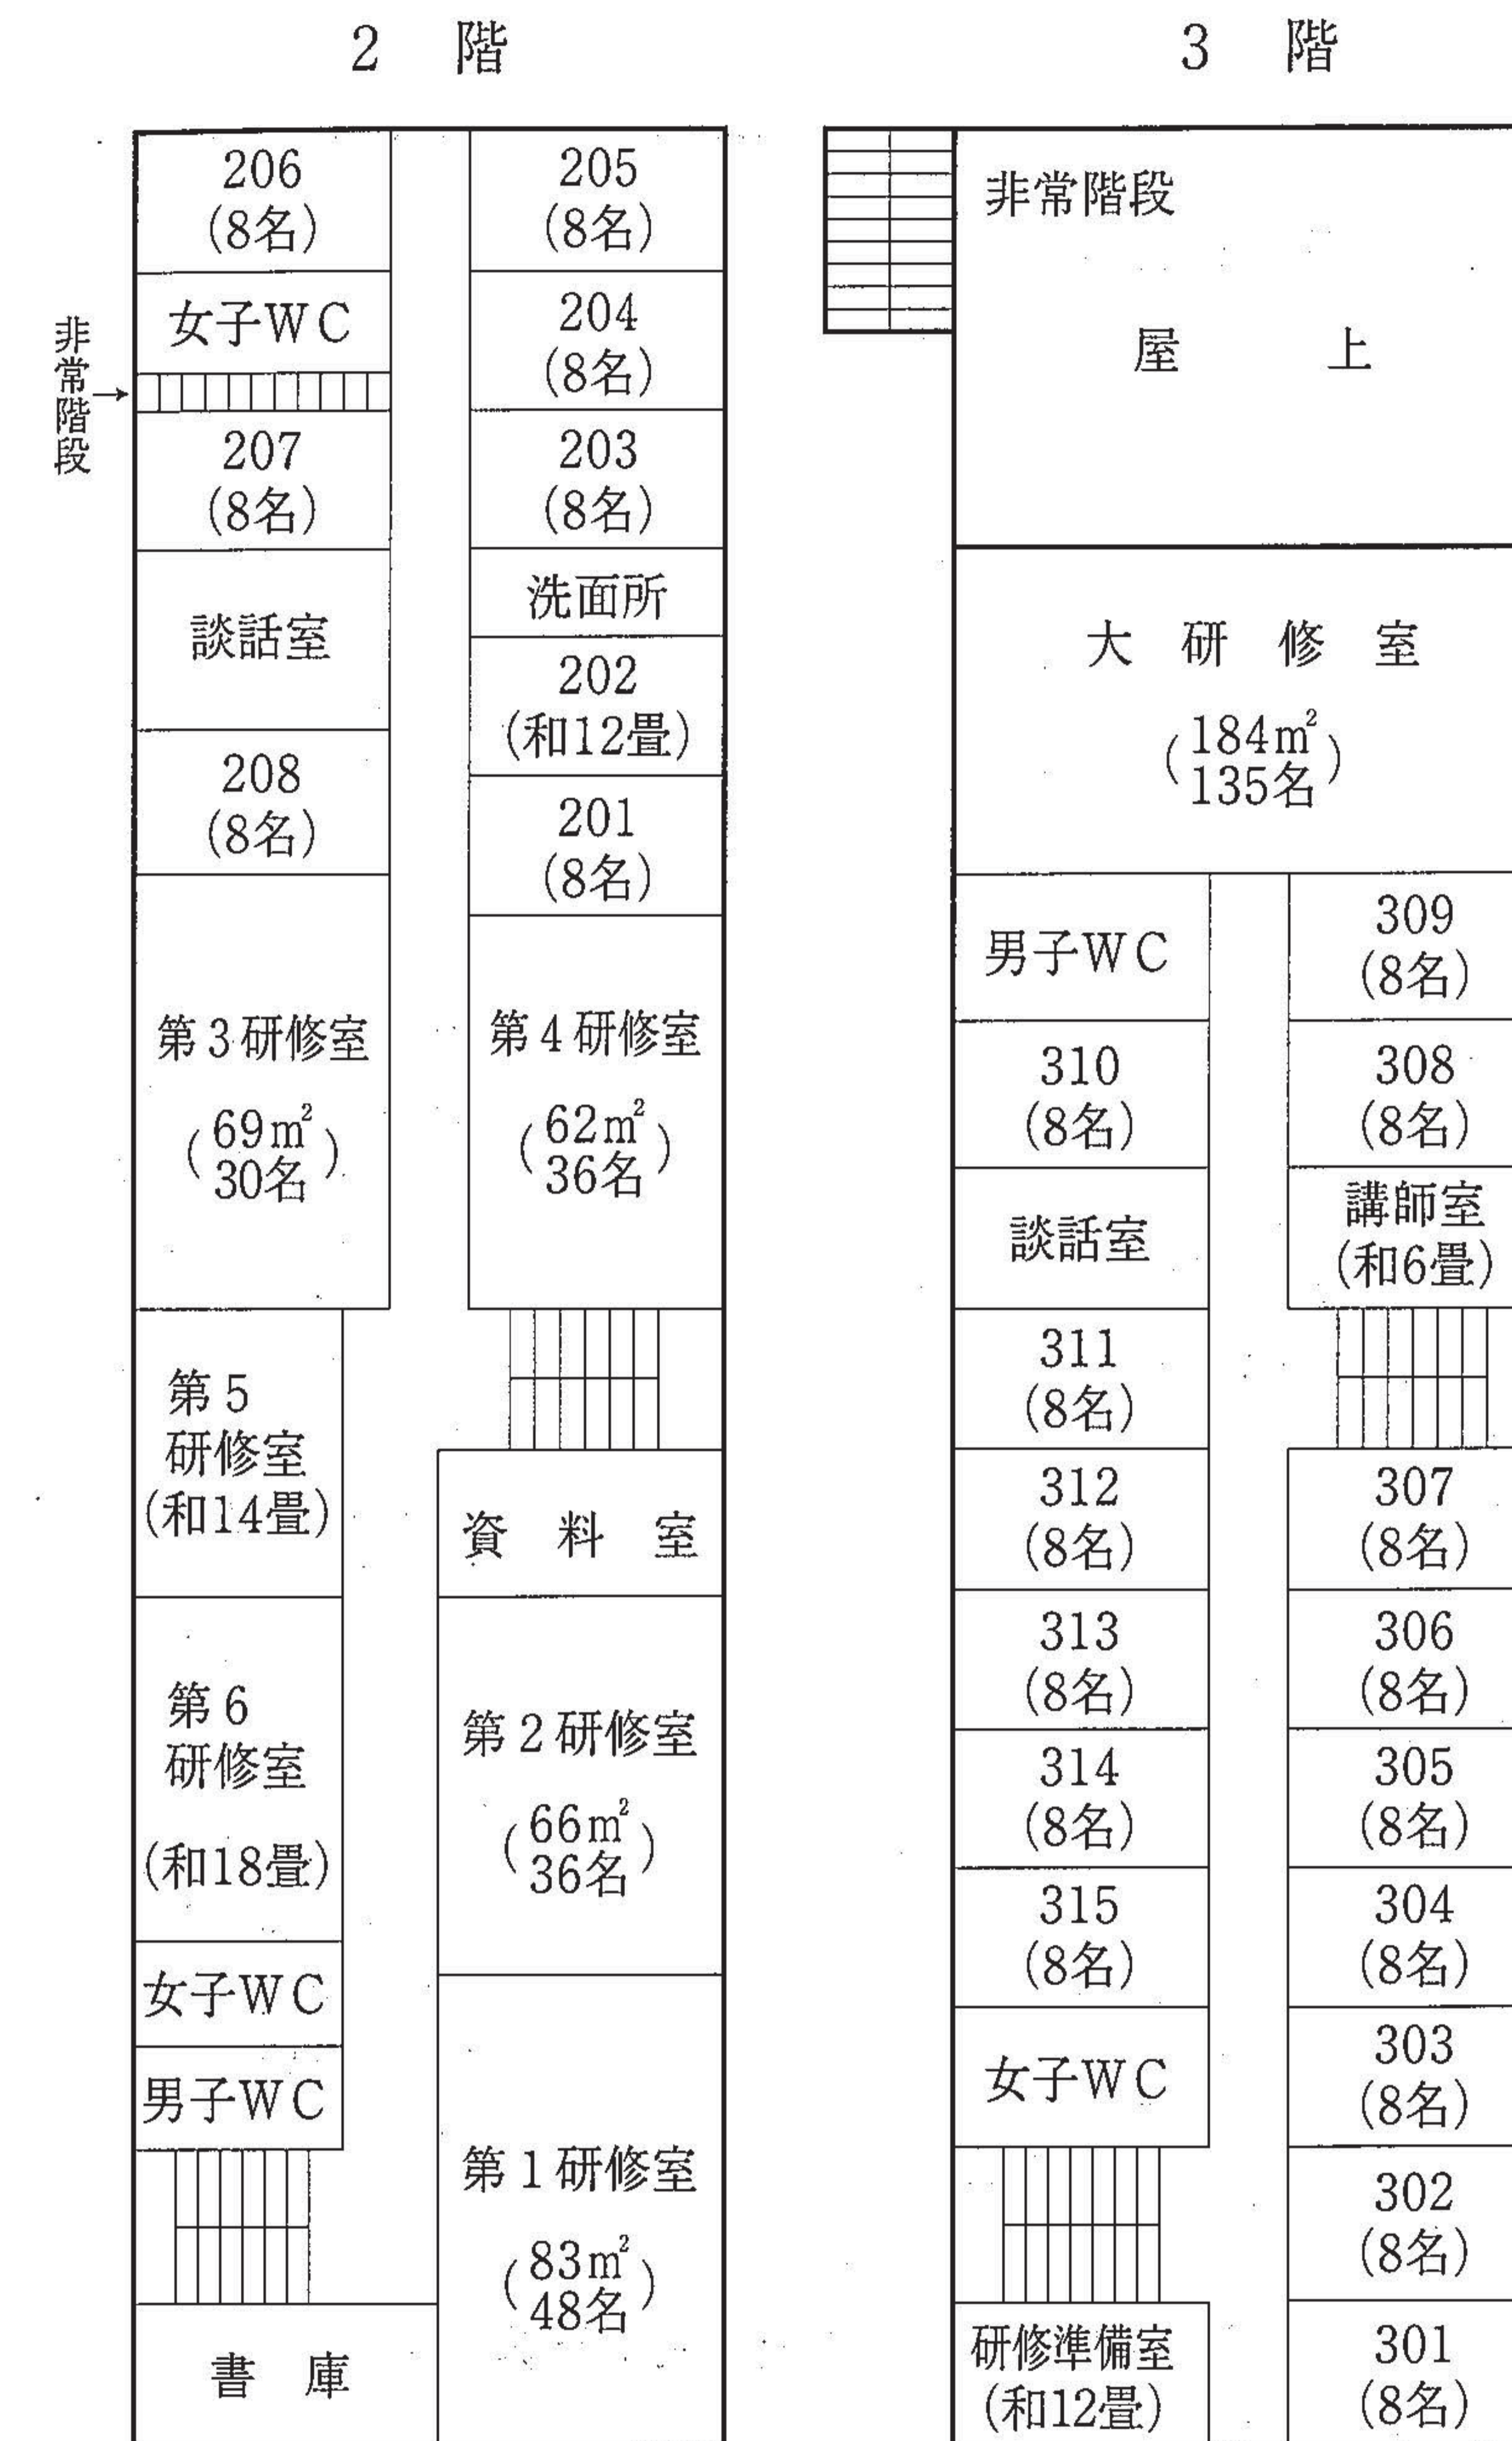 2 階
206
(8名)
女子WC
非常階段
207
(8名)
談話室
208
(8名)
第3研修室
(69m²
30名)
第5
研修室
(和14畳)
第6
研修室
(和18畳)
女子WC
男子WC
書庫
205
(8名)
204
(8名)
203
(8名)
洗面所
202
(和12畳)
201
(8名)
第4研修室
(62m²
36名)
資料室
第2研修室
(66m²
36名)
第1研修室
(83m²
48名)
3 階
非常階段
屋上
大研修室
(184m²
135名)
男子WC
310
(8名)
談話室
311
(8名)
312
(8名)
313
(8名)
314
(8名)
315
(8名)
女子WC
研修準備室
(和12畳)
309
(8名)
308
(8名)
講師室
(和6畳)
307
(8名)
306
(8名)
305
(8名)
304
(8名)
303
(8名)
302
(8名)
301
(8名)